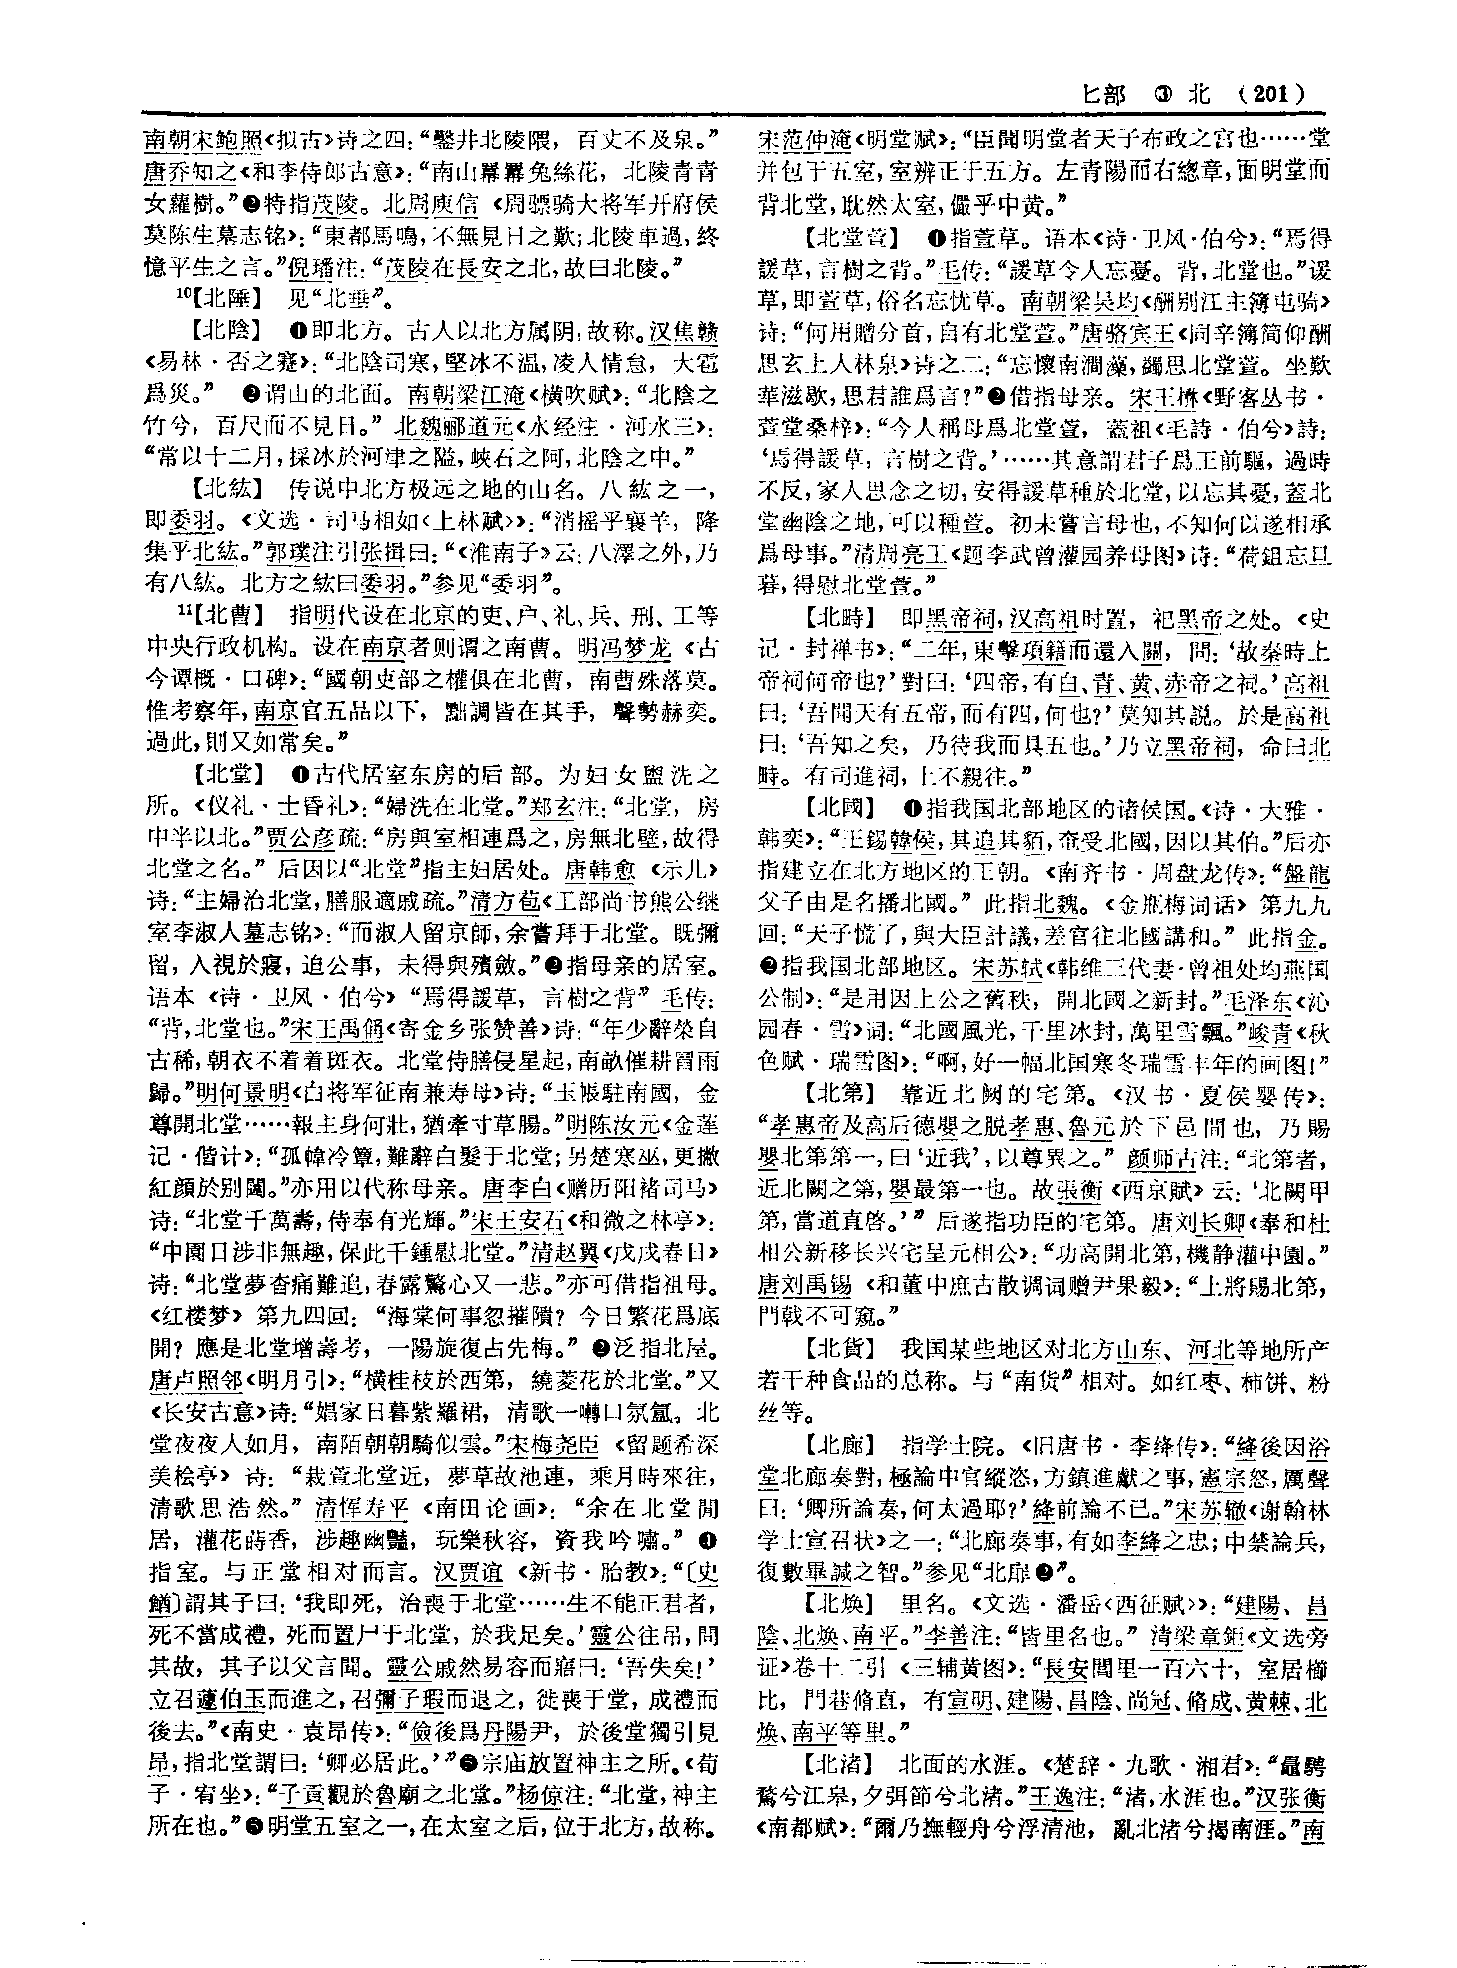 匕部 ③ 北 (201)
南朝宋鲍照《拟古》诗之四：“鑿井北陵隈，百丈不及泉。”
唐乔知之《和李侍郎古意》：“南山羃羃兔絲花，北陵青青
女蘿樹。”❷特指茂陵。北周庾信《周骠骑大将军开府侯
莫陈生墓志铭》：“東都馬鳴，不無見日之歎；北陵車過，終
憶平生之言。”倪璠注：“茂陵在長安之北，故曰北陵。”
10【北陲】 见“北垂”。
【北陰】 ❶即北方。古人以北方属阴，故称。汉焦赣
《易林·否之蹇》：“北陰司寒，堅冰不温，凌人情怠，大雹
爲災。” ❷谓山的北面。南朝梁江淹《横吹赋》：“北陰之
竹兮，百尺而不見日。”北魏郦道元《水经注·河水三》：
“常以十二月，採冰於河津之隘，峽石之阿，北陰之中。”
【北紘】 传说中北方极远之地的山名。八紘之一，
即委羽。《文选·司马相如〈上林赋〉》：“消摇乎襄羊，降
集乎北紘。”郭璞注引张揖曰：“《淮南子》云：八澤之外，乃
有八紘。北方之紘曰委羽。”参见“委羽”。
11【北曹】 指明代设在北京的吏、户、礼、兵、刑、工等
中央行政机构。设在南京者则谓之南曹。明冯梦龙《古
今谭概·口碑》：“國朝吏部之權俱在北曹，南曹殊落莫。
惟考察年，南京官五品以下，黜調皆在其手，聲勢赫奕。
過此，則又如常矣。”
【北堂】 ❶古代居室东房的后部。为妇女盥洗之
所。《仪礼·士昏礼》：“婦洗在北堂。”郑玄注：“北堂，房
中半以北。”贾公彦疏：“房與室相連爲之，房無北壁，故得
北堂之名。”后因以“北堂”指主妇居处。唐韩愈《示儿》
诗：“主婦治北堂，膳服適戚疏。”清方苞《工部尚书熊公继
室李淑人墓志铭》：“而淑人留京師，余嘗拜于北堂。既彌
留，入視於寢，迫公事，未得與殯斂。”❷指母亲的居室。
语本《诗·卫风·伯兮》“焉得諼草，言樹之背”毛传：
“背，北堂也。”宋王禹偁《寄金乡张赞善》诗：“年少辭榮自
古稀，朝衣不着着斑衣。北堂侍膳侵星起，南畝催耕冒雨
歸。”明何景明《白将军征南兼寿母》诗：“玉帳駐南國，金
尊開北堂……報主身何壯，猶牽寸草腸。”明陈汝元《金莲
记·偕计》：“孤幃冷簟，難辭白髮于北堂；另楚寒巫，更撇
紅顔於别閫。”亦用以代称母亲。唐李白《赠历阳褚司马》
诗：“北堂千萬壽，侍奉有光輝。”宋王安石《和微之林亭》：
“中園日涉非無趣，保此千鍾慰北堂。”清赵翼《戊戌春日》
诗：“北堂夢杳痛難追，春露驚心又一悲。”亦可借指祖母。
《红楼梦》第九四回：“海棠何事忽摧隤？今日繁花爲底
開？應是北堂增壽考，一陽旋復占先梅。” ❸泛指北屋。
唐卢照邻《明月引》：“横桂枝於西第，繞菱花於北堂。”又
《长安古意》诗：“娼家日暮紫羅裙，清歌一囀口氛氲，北
堂夜夜人如月，南陌朝朝騎似雲。”宋梅尧臣《留题希深
美桧亭》诗：“栽萱北堂近，夢草故池連，乘月時來往，
清歌思浩然。”清恽寿平《南田论画》：“余在北堂閒
居，灌花蒔香，涉趣幽豔，玩樂秋容，資我吟嘯。” ❹
指室。与正堂相对而言。汉贾谊《新书·胎教》：“〔史
鰌〕謂其子曰：‘我即死，治喪于北堂……生不能正君者，
死不當成禮，死而置尸于北堂，於我足矣。’靈公往吊，問
其故，其子以父言聞。靈公戚然易容而寤曰：‘吾失矣！’
立召蘧伯玉而進之，召彌子瑕而退之，徙喪于堂，成禮而
後去。”《南史·袁昂传》：“儉後爲丹陽尹，於後堂獨引見
昂，指北堂謂曰：‘卿必居此。’”❺宗庙放置神主之所。《荀
子·宥坐》：“子貢觀於魯廟之北堂。”杨倞注：“北堂，神主
所在也。”❻明堂五室之一，在太室之后，位于北方，故称。
宋范仲淹《明堂赋》：“臣聞明堂者天子布政之宫也……堂
并包于五室，室辨正于五方。左青陽而右緫章，面明堂而
背北堂，耽然太室，儼乎中黄。”
【北堂萱】 ❶指萱草。语本《诗·卫风·伯兮》：“焉得
諼草，言樹之背。”毛传：“諼草令人忘憂。背，北堂也。”谖
草，即萱草，俗名忘忧草。南朝梁吴均《酬别江主簿屯骑》
诗：“何用贈分首，自有北堂萱。”唐骆宾王《同辛簿简仰酬
思玄上人林泉》诗之二：“忘懷南澗藻，蠲思北堂萱。坐歎
華滋歇，思君誰爲言？”❷借指母亲。宋王楙《野客丛书·
萱堂桑梓》：“今人稱母爲北堂萱，蓋祖《毛詩·伯兮》詩：
‘焉得諼草，言樹之背。’……其意謂君子爲王前驅，過時
不反，家人思念之切，安得諼草種於北堂，以忘其憂，蓋北
堂幽陰之地，可以種萱。初未嘗言母也，不知何以遂相承
爲母事。”清周亮工《题李武曾灌园养母图》诗：“荷鉏忘旦
暮，得慰北堂萱。”
【北畤】 即黑帝祠，汉高祖时置，祀黑帝之处。《史
记·封禅书》：“二年，東擊項籍而還入關，問：‘故秦時上
帝祠何帝也？’對曰：‘四帝，有白、青、黄、赤帝之祠。’高祖
曰：‘吾聞天有五帝，而有四，何也？’莫知其説。於是高祖
曰：‘吾知之矣，乃待我而具五也。’乃立黑帝祠，命曰北
畤。有司進祠，上不親往。”
【北國】 ❶指我国北部地区的诸侯国。《诗·大雅·
韩奕》：“王錫韓侯，其追其貊，奄受北國，因以其伯。”后亦
指建立在北方地区的王朝。《南齐书·周盘龙传》：“盤龍
父子由是名播北國。”此指北魏。《金瓶梅词话》第九九
回：“天子慌了，與大臣計議，差官往北國講和。”此指金。
❷指我国北部地区。宋苏轼《韩维三代妻·曾祖处均燕国
公制》：“是用因上公之舊秩，開北國之新封。”毛泽东《沁
园春·雪》词：“北國風光，千里冰封，萬里雪飄。”峻青《秋
色赋·瑞雪图》：“啊，好一幅北国寒冬瑞雪丰年的画图！”
【北第】 靠近北阙的宅第。《汉书·夏侯婴传》：
“孝惠帝及高后德嬰之脱孝惠、魯元於下邑間也，乃賜
嬰北第第一，曰‘近我’，以尊異之。”颜师古注：“北第者，
近北闕之第，嬰最第一也。故張衡《西京賦》云：‘北闕甲
第，當道直啓。’”后遂指功臣的宅第。唐刘长卿《奉和杜
相公新移长兴宅呈元相公》：“功高開北第，機静灌中園。”
唐刘禹锡《和董中庶古散调词赠尹果毅》：“上將賜北第，
門戟不可窺。”
【北貨】 我国某些地区对北方山东、河北等地所产
若干种食品的总称。与“南货”相对。如红枣、柿饼、粉
丝等。
【北廊】 指学士院。《旧唐书·李绛传》：“絳後因浴
堂北廊奏對，極論中官縱恣，方鎮進獻之事，憲宗怒，厲聲
曰：‘卿所論奏，何太過耶？’絳前論不已。”宋苏辙《谢翰林
学士宣召状》之一：“北廊奏事，有如李絳之忠；中禁論兵，
復數畢諴之智。”参见“北扉❷”。
【北焕】 里名。《文选·潘岳〈西征赋〉》：“建陽、昌
陰、北焕、南平。”李善注：“皆里名也。”清梁章鉅《文选旁
证》卷十二引《三辅黄图》：“長安閭里一百六十，室居櫛
比，門巷脩直，有宣明、建陽、昌陰、尚冠、脩成、黄棘、北
焕、南平等里。”
【北渚】 北面的水涯。《楚辞·九歌·湘君》：“鼂騁
騖兮江皋，夕弭節兮北渚。”王逸注：“渚，水涯也。”汉张衡
《南都赋》：“爾乃撫輕舟兮浮清池，亂北渚兮揭南涯。”南